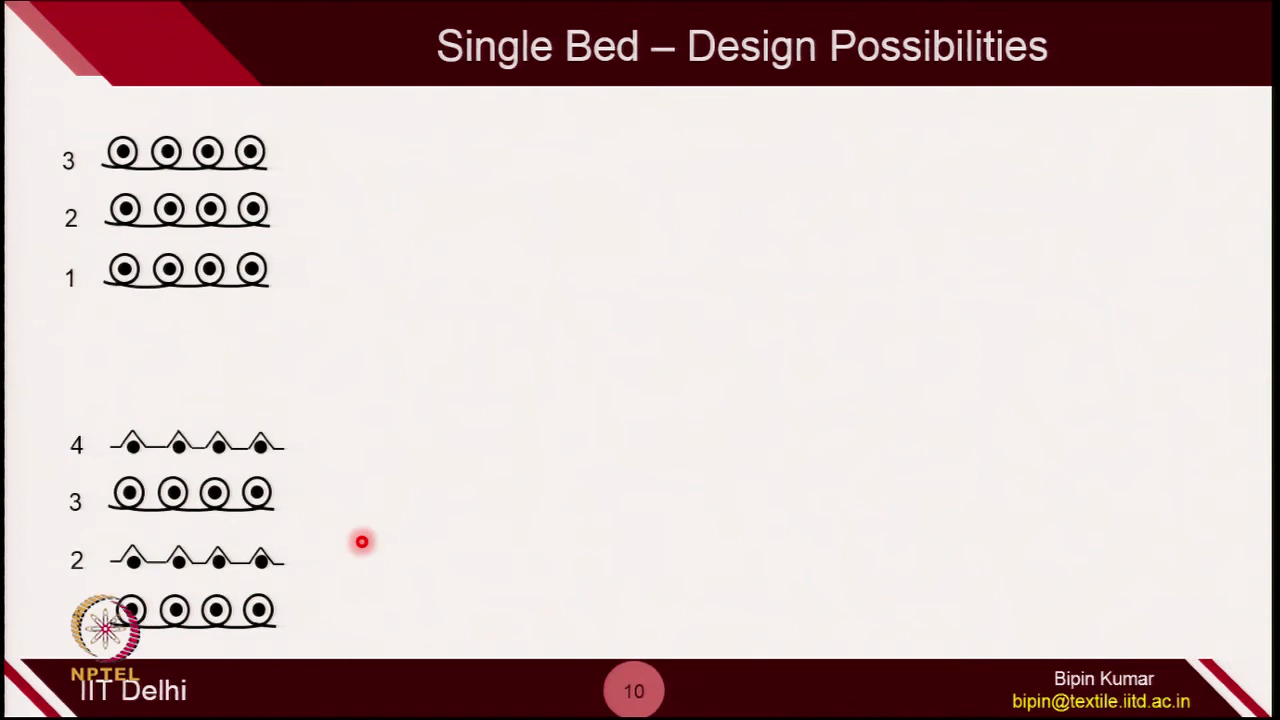 Single Bed – Design Possibilities
3
2
1
4
3
2
NPTEL
IIT Delhi
10
Bipin Kumar
bipin@textile.iitd.ac.in